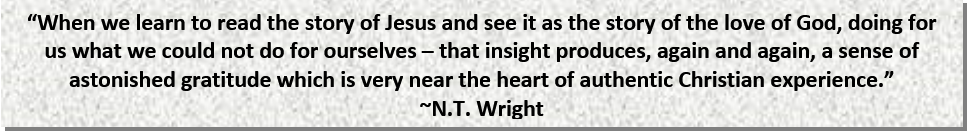 “When we learn to read the story of Jesus and see it as the story of the love of God, doing for
us what we could not do for ourselves – that insight produces, again and again, a sense of
astonished gratitude which is very near the heart of authentic Christian experience.”
~N.T. Wright